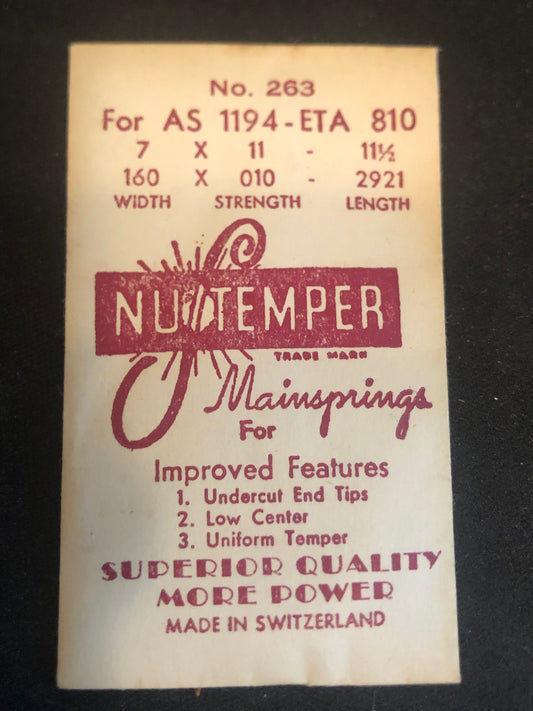 No. 263
For AS 1194-ETA 810
7 X 11 - 11½
160 X 010 - 2921
WIDTH STRENGTH LENGTH
NU TEMPER
TRADE MARK
Mainsprings
For
Improved Features
1. Undercut End Tips
2. Low Center
3. Uniform Temper
SUPERIOR QUALITY
MORE POWER
MADE IN SWITZERLAND